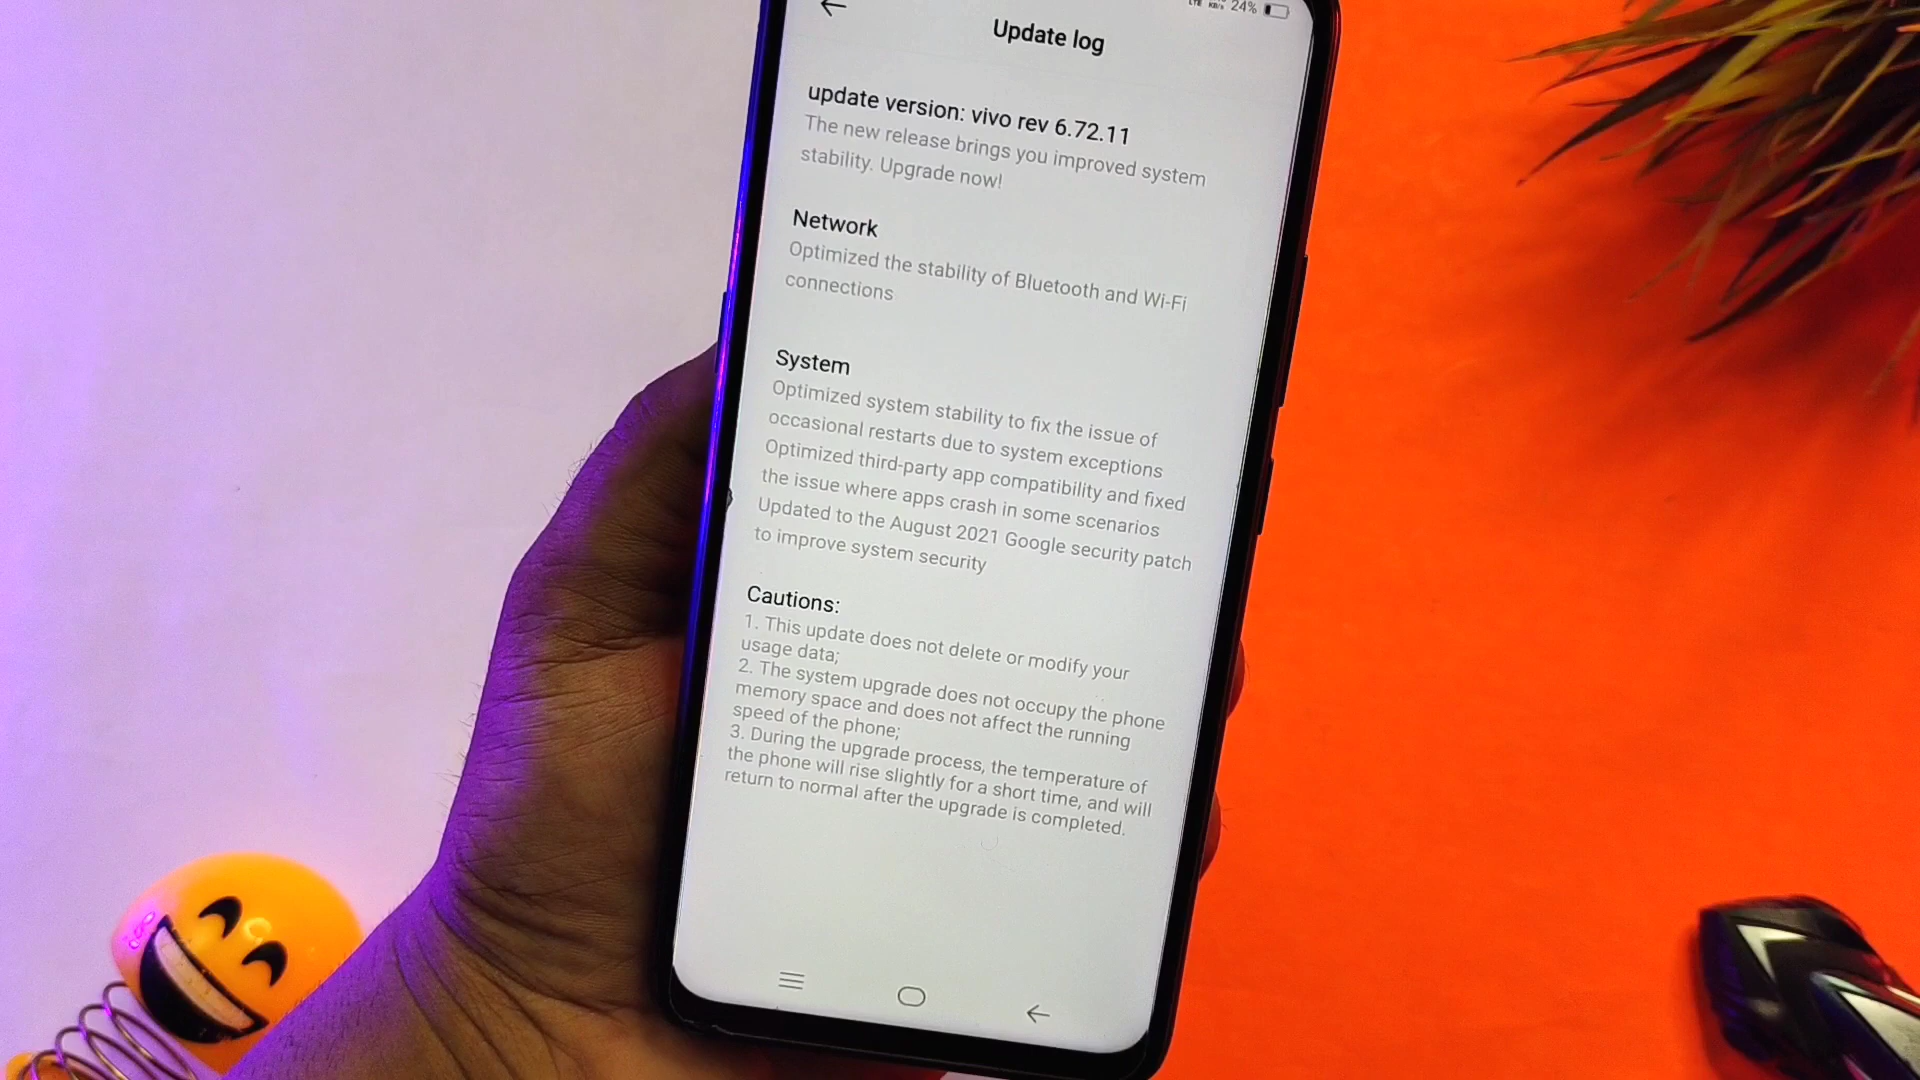 LTE KB/s 24%
Update log
update version: vivo rev 6.72.11
The new release brings you improved system
stability. Upgrade now!
Network
Optimized the stability of Bluetooth and Wi-Fi
connections
System
Optimized system stability to fix the issue of
occasional restarts due to system exceptions
Optimized third-party app compatibility and fixed
the issue where apps crash in some scenarios
Updated to the August 2021 Google security patch
to improve system security
Cautions:
1. This update does not delete or modify your
usage data;
2. The system upgrade does not occupy the phone
memory space and does not affect the running
speed of the phone;
3. During the upgrade process, the temperature of
the phone will rise slightly for a short time, and will
return to normal after the upgrade is completed.